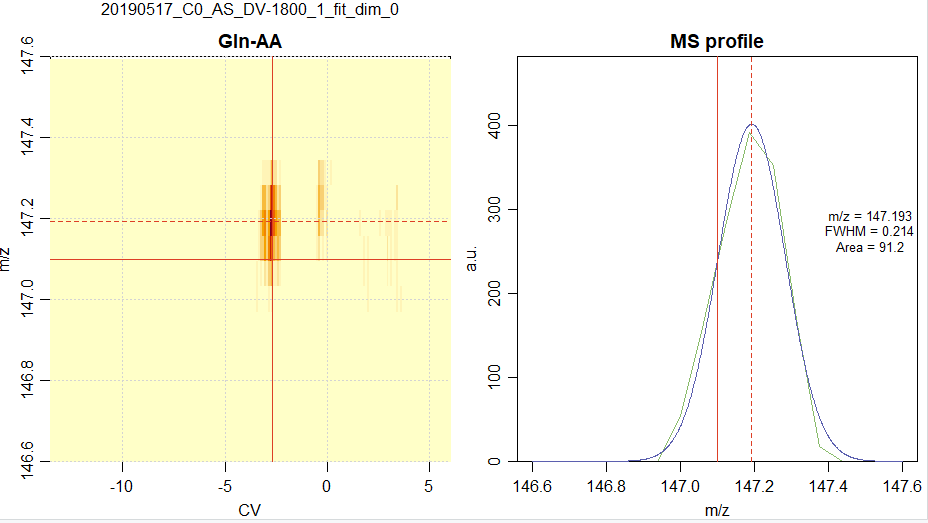 20190517_C0_AS_DV-1800_1_fit_dim_0
Gln-AA
147.6
147.4
147.2
147.0
146.8
146.6
m/z
-10
-5
0
5
CV
MS profile
400
300
200
100
0
a.u.
m/z = 147.193
FWHM = 0.214
Area = 91.2
146.6
146.8
147.0
147.2
147.4
147.6
m/z